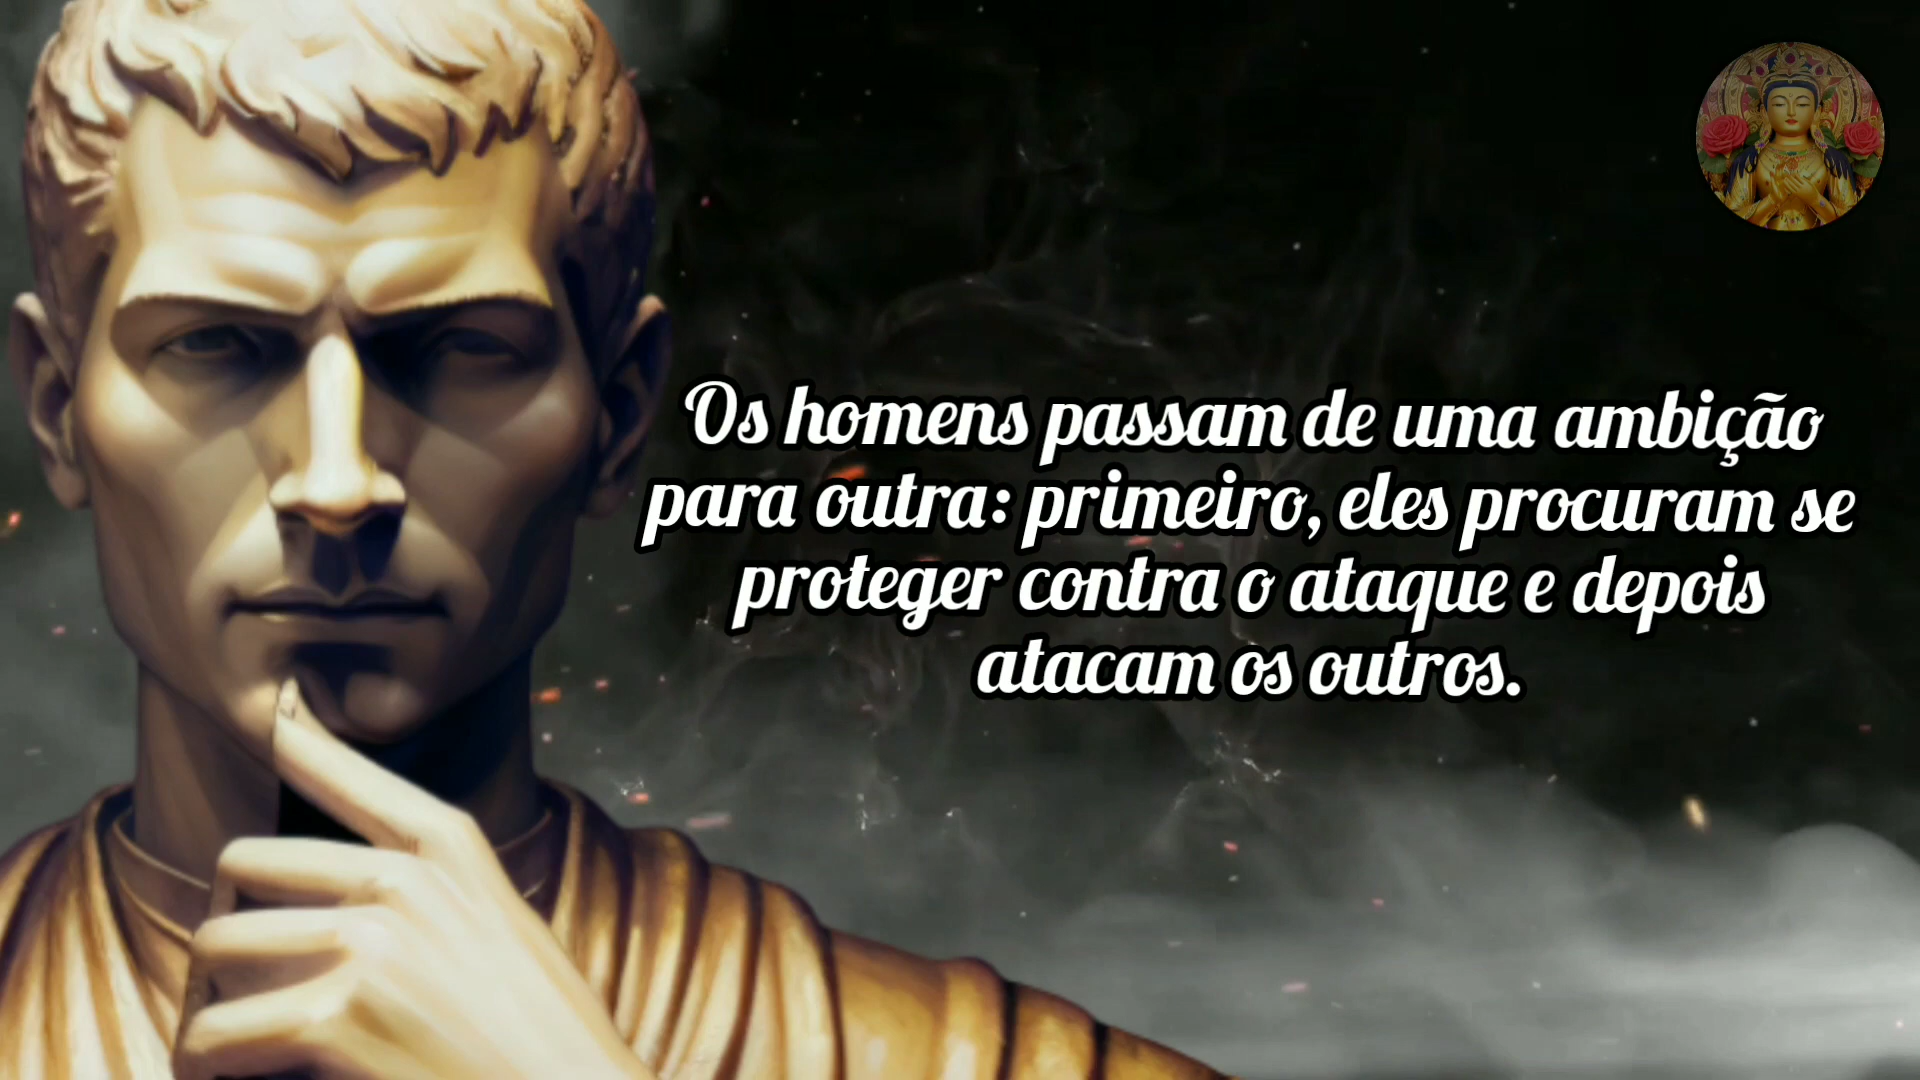 Os homens passam de uma ambição
para outra: primeiro, eles procuram se
proteger contra o ataque e depois
atacam os outros.